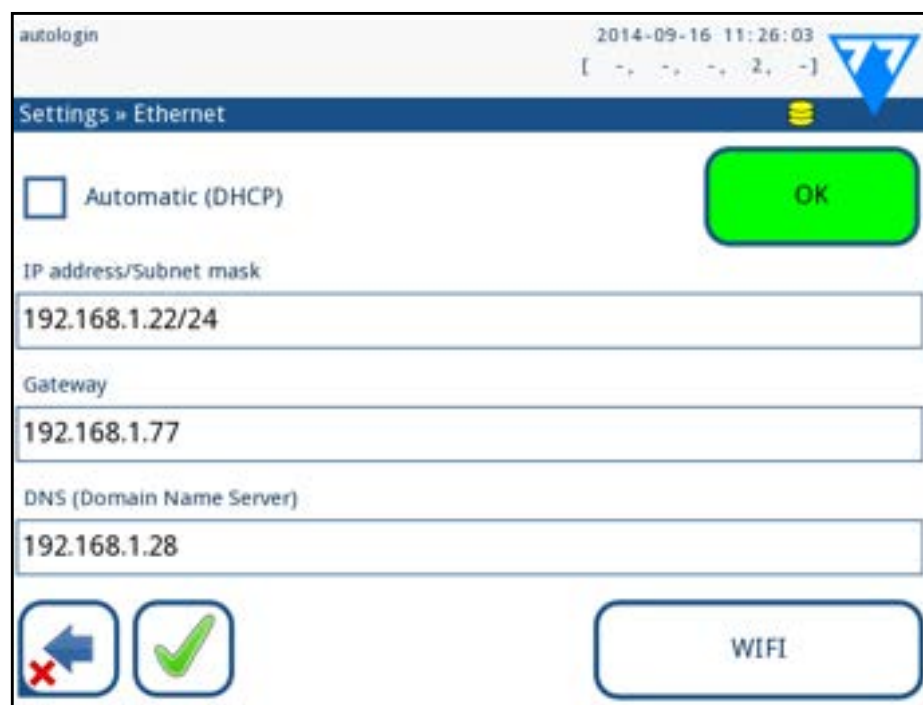 autologin
2014-09-16 11:26:03
[ -, -, -, 2, -]
Settings » Ethernet
Automatic (DHCP)
OK
IP address/Subnet mask
192.168.1.22/24
Gateway
192.168.1.77
DNS (Domain Name Server)
192.168.1.28
WIFI